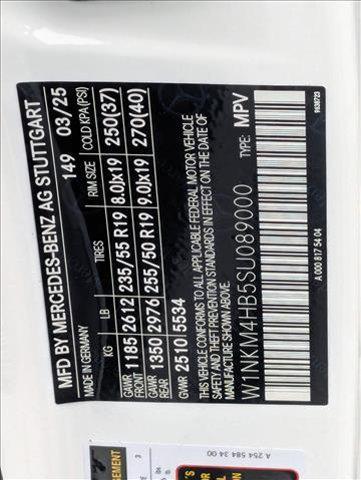 MFD BY MERCEDES-BENZ AG STUTTGART
MADE IN GERMANY 149 03/25
KG LB TIRES RIM SIZE COLD KPA(PSI)
GAWR FRONT 1185 2612 235/55 R19 8.0Jx19 250(37)
GAWR REAR 1350 2976 255/50 R19 9.0Jx19 270(40)
GVWR 2510 5534
THIS VEHICLE CONFORMS TO ALL APPLICABLE FEDERAL MOTOR VEHICLE
SAFETY AND THEFT PREVENTION STANDARDS IN EFFECT ON THE DATE OF
MANUFACTURE SHOWN ABOVE
W1NKM4HB5SU089000 TYPE: MPV
A 000 817 54 04
9638723
A 254 584 34 00